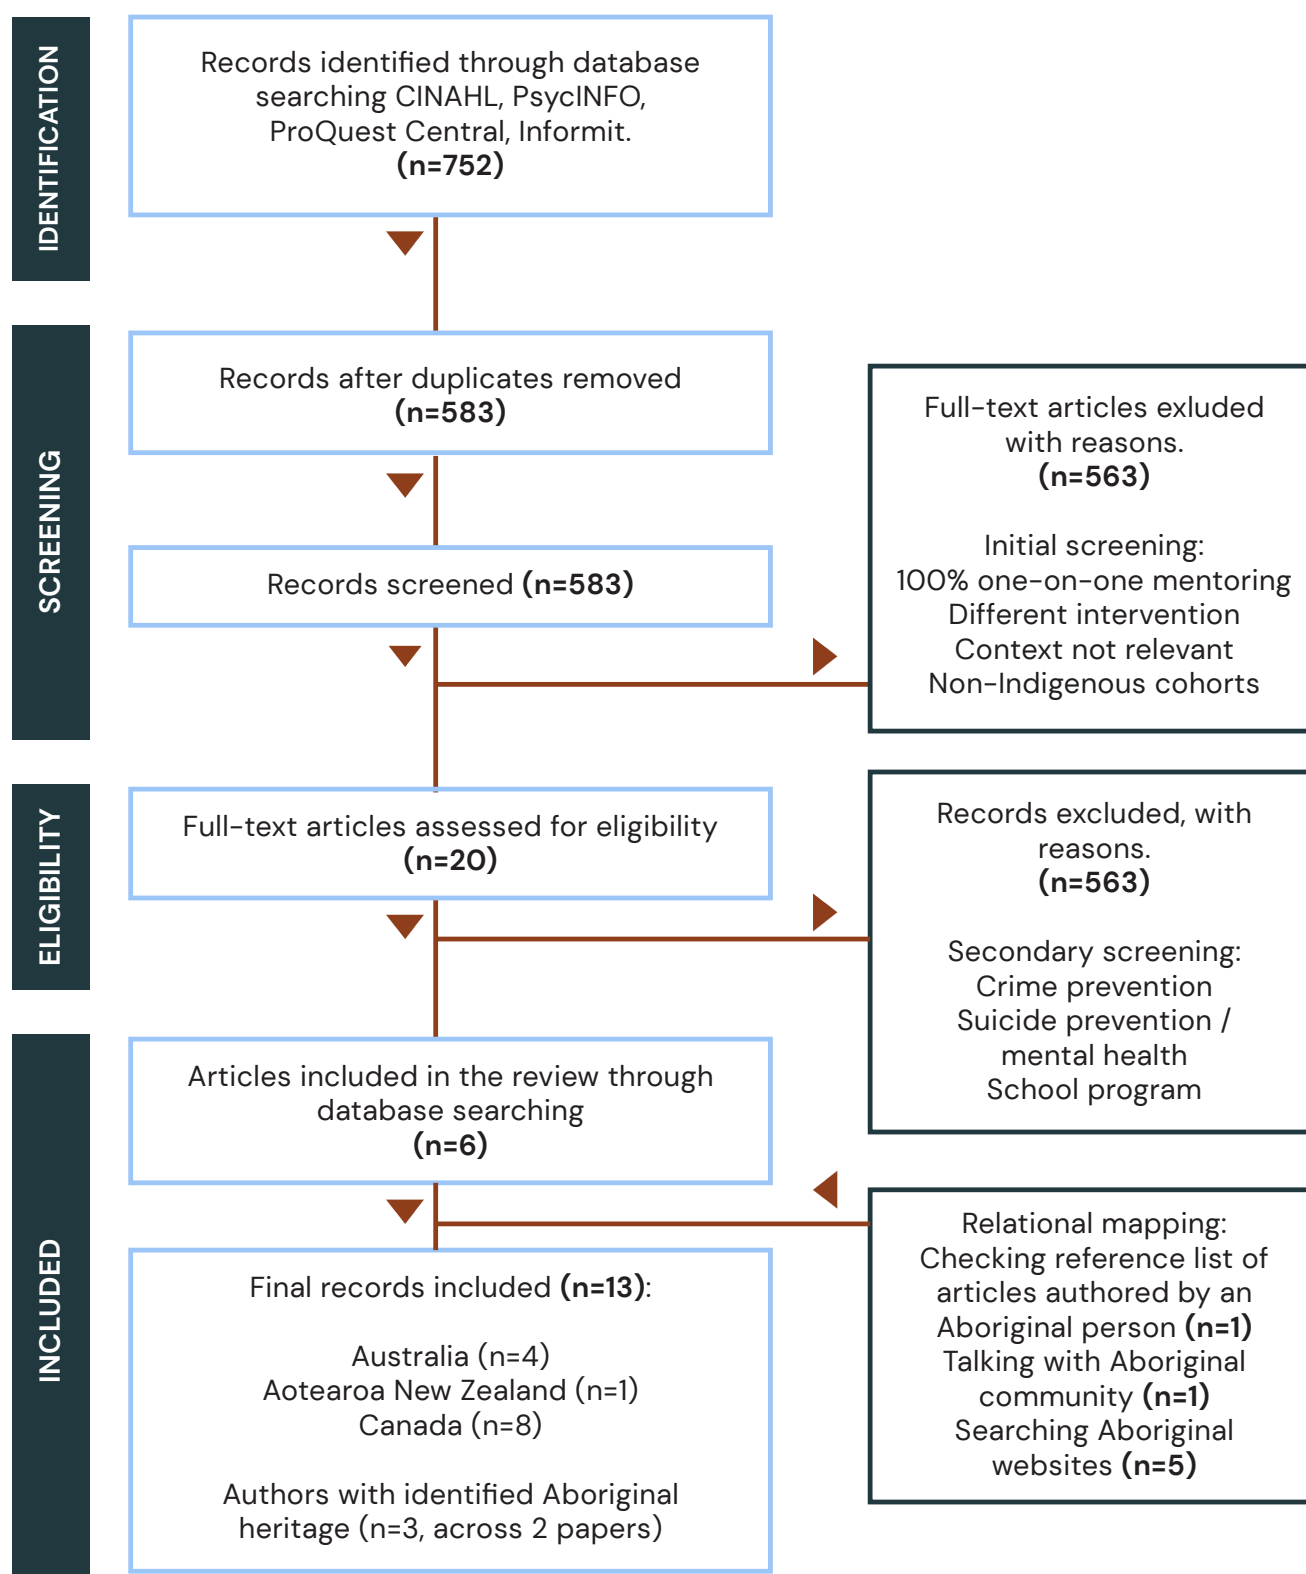 IDENTIFICATION
Records identified through database
searching CINAHL, PsycINFO,
ProQuest Central, Informit.
(n=752)
SCREENING
Records after duplicates removed
(n=583)
Records screened (n=583)
Full-text articles exluded
with reasons.
(n=563)
Initial screening:
100% one-on-one mentoring
Different intervention
Context not relevant
Non-Indigenous cohorts
ELIGIBILITY
Full-text articles assessed for eligibility
(n=20)
Records excluded, with
reasons.
(n=563)
Secondary screening:
Crime prevention
Suicide prevention /
mental health
School program
INCLUDED
Articles included in the review through
database searching
(n=6)
Relational mapping:
Checking reference list of
articles authored by an
Aboriginal person (n=1)
Talking with Aboriginal
community (n=1)
Searching Aboriginal
websites (n=5)
Final records included (n=13):
Australia (n=4)
Aotearoa New Zealand (n=1)
Canada (n=8)
Authors with identified Aboriginal
heritage (n=3, across 2 papers)